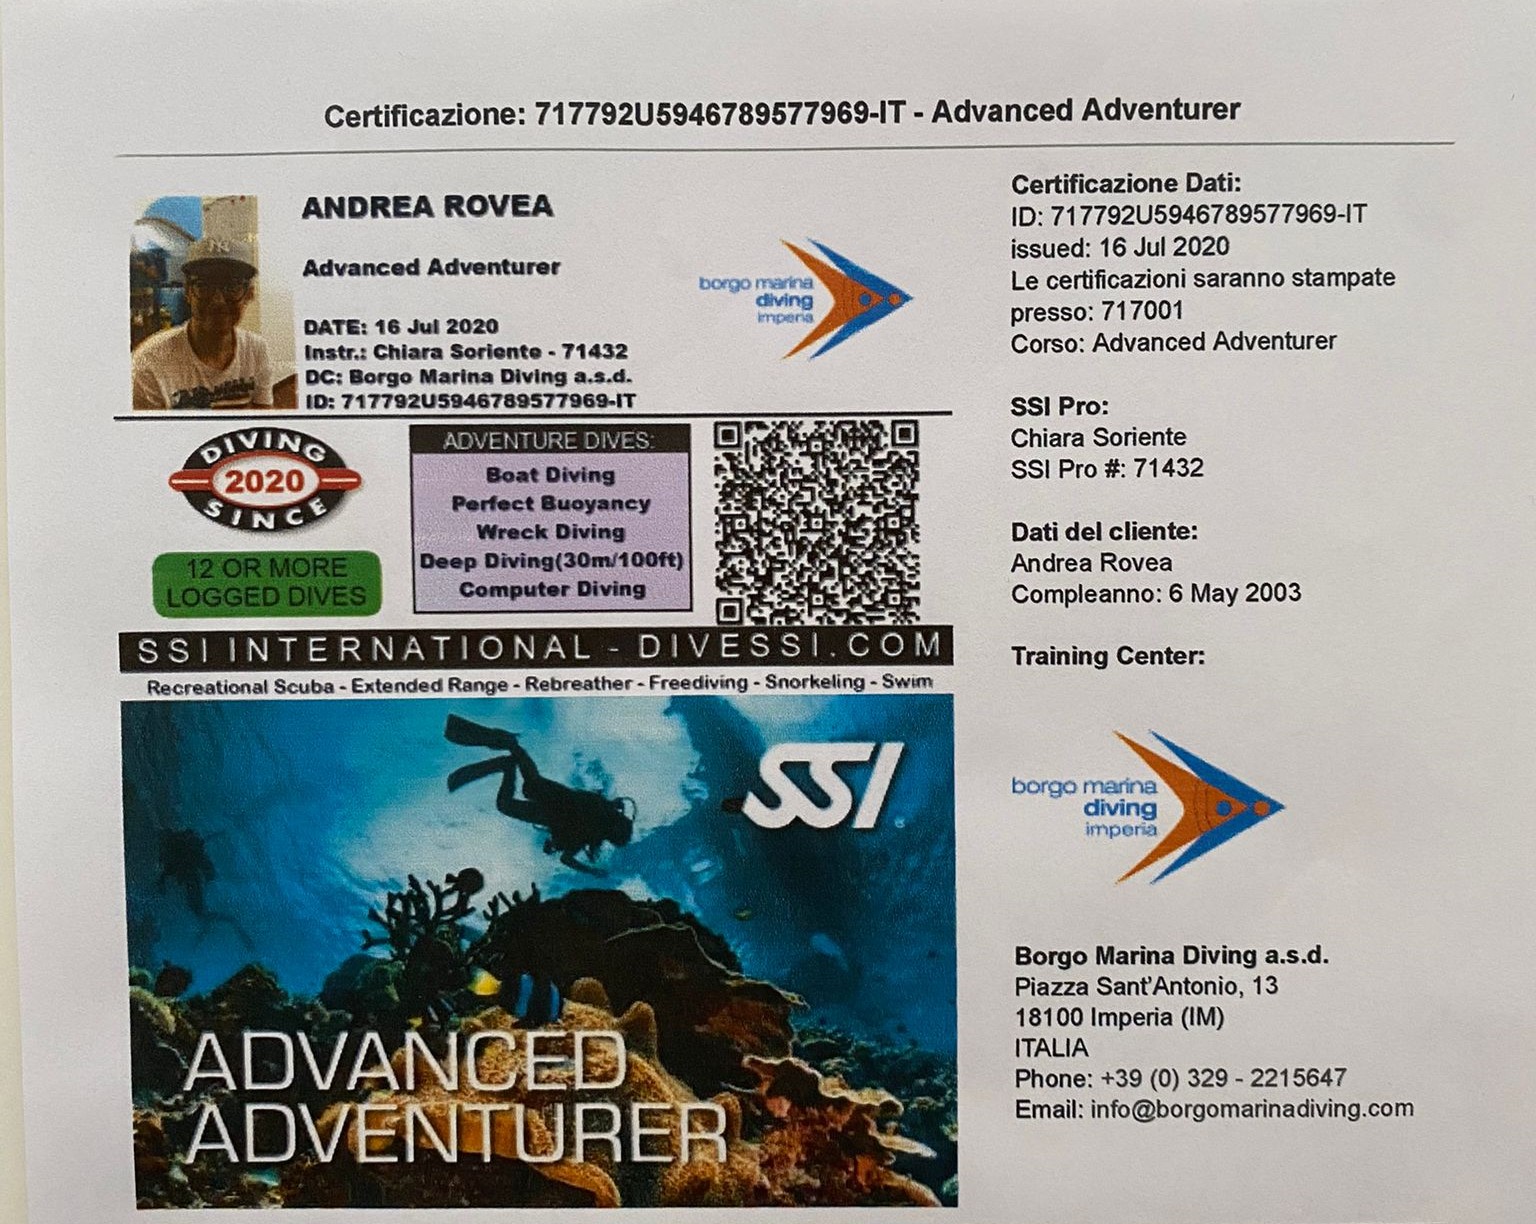 Certificazione: 717792U5946789577969-IT - Advanced Adventurer
ANDREA ROVEA
Advanced Adventurer
DATE: 16 Jul 2020
Instr.: Chiara Soriente - 71432
DC: Borgo Marina Diving a.s.d.
ID: 717792U5946789577969-IT
borgo marina
diving
imperia
DIVING
2020
SINCE
12 OR MORE
LOGGED DIVES
ADVENTURE DIVES:
Boat Diving
Perfect Buoyancy
Wreck Diving
Deep Diving(30m/100ft)
Computer Diving
SSI INTERNATIONAL - DIVESSI.COM
Recreational Scuba - Extended Range - Rebreather - Freediving - Snorkeling - Swim
SSI
ADVANCED
ADVENTURER
Certificazione Dati:
ID: 717792U5946789577969-IT
issued: 16 Jul 2020
Le certificazioni saranno stampate
presso: 717001
Corso: Advanced Adventurer
SSI Pro:
Chiara Soriente
SSI Pro #: 71432
Dati del cliente:
Andrea Rovea
Compleanno: 6 May 2003
Training Center:
borgo marina
diving
imperia
Borgo Marina Diving a.s.d.
Piazza Sant'Antonio, 13
18100 Imperia (IM)
ITALIA
Phone: +39 (0) 329 - 2215647
Email: info@borgomarinadiving.com